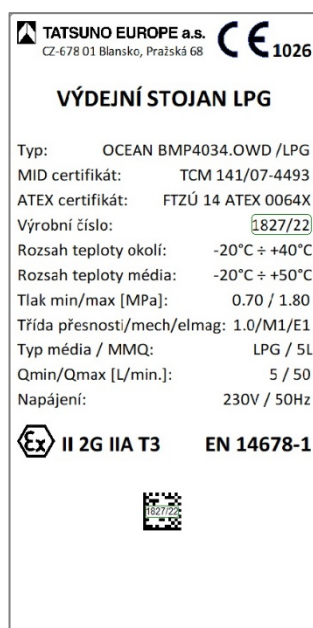 TATSUNO EUROPE a.s.
CZ-678 01 Blansko, Pražská 68
CE 1026
VÝDEJNÍ STOJAN LPG
Typ: OCEAN BMP4034.OWD /LPG
MID certifikát: TCM 141/07-4493
ATEX certifikát: FTZÚ 14 ATEX 0064X
Výrobní číslo: 1827/22
Rozsah teploty okolí: -20°C ÷ +40°C
Rozsah teploty média: -20°C ÷ +50°C
Tlak min/max [MPa]: 0.70 / 1.80
Třída přesnosti/mech/elmag: 1.0/M1/E1
Typ média / MMQ: LPG / 5L
Qmin/Qmax [L/min.]: 5 / 50
Napájení: 230V / 50Hz
Ex II 2G IIA T3 EN 14678-1
1827/22